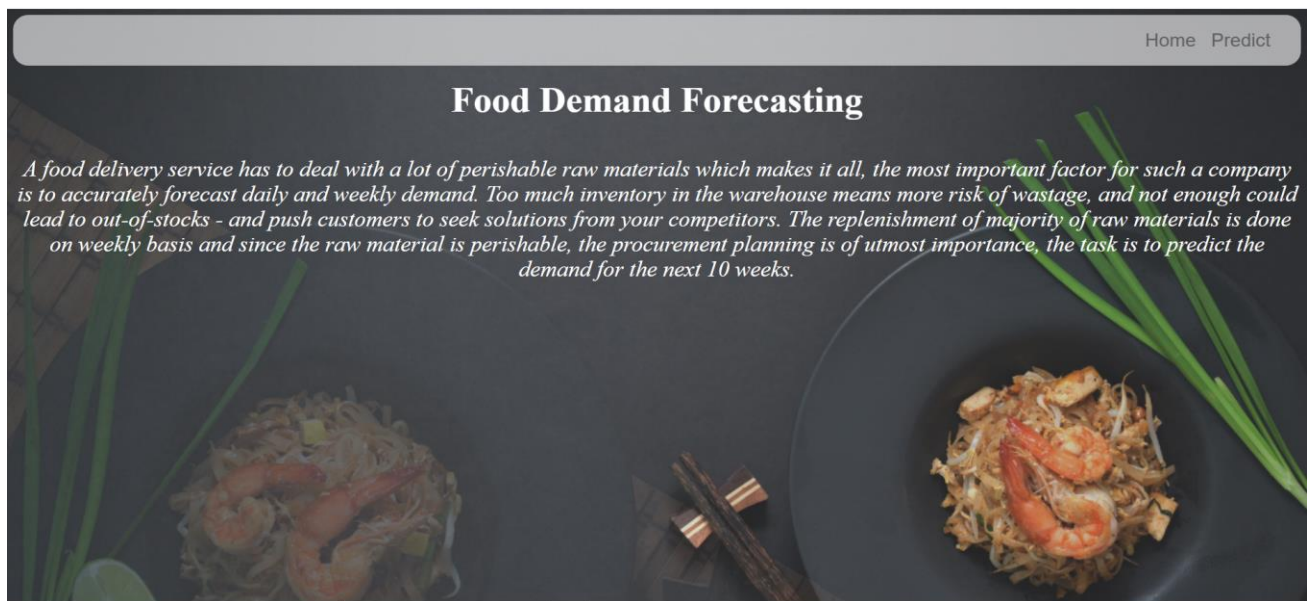 Home Predict
Food Demand Forecasting
A food delivery service has to deal with a lot of perishable raw materials which makes it all, the most important factor for such a company
is to accurately forecast daily and weekly demand. Too much inventory in the warehouse means more risk of wastage, and not enough could
lead to out-of-stocks - and push customers to seek solutions from your competitors. The replenishment of majority of raw materials is done
on weekly basis and since the raw material is perishable, the procurement planning is of utmost importance, the task is to predict the
demand for the next 10 weeks.